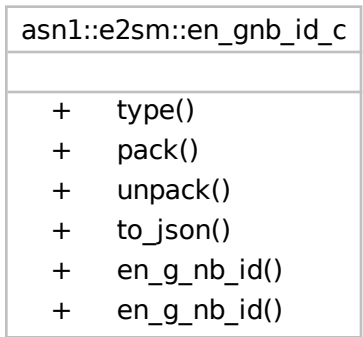 asn1::e2sm::en_gnb_id_c
+ type()
+ pack()
+ unpack()
+ to_json()
+ en_g_nb_id()
+ en_g_nb_id()